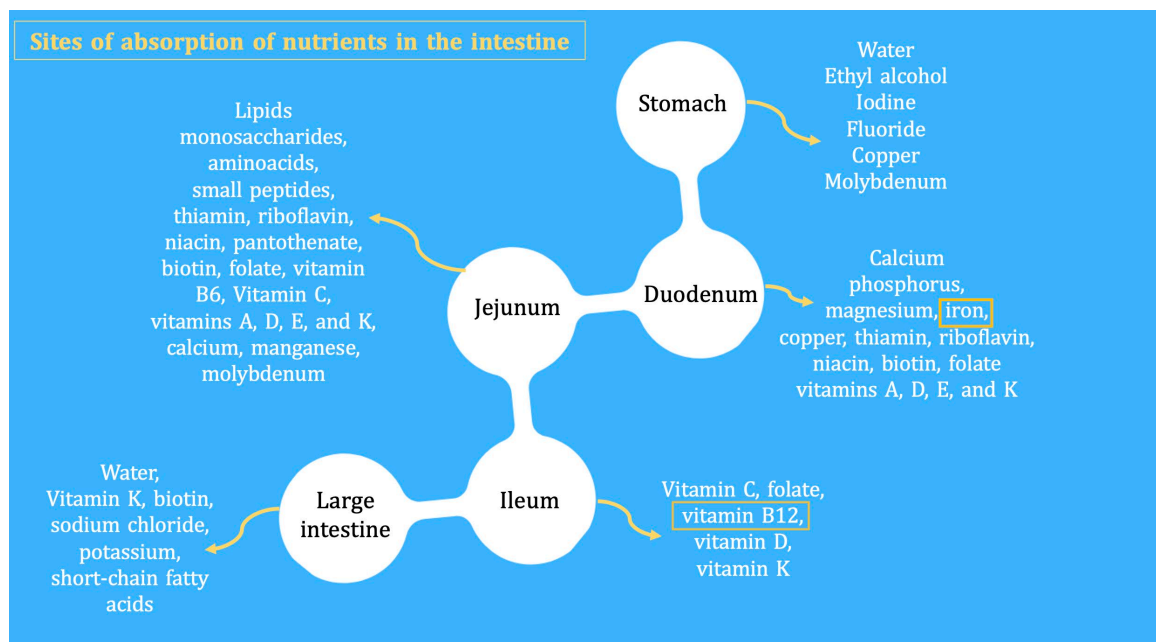 Sites of absorption of nutrients in the intestine
Stomach
Water
Ethyl alcohol
Iodine
Fluoride
Copper
Molybdenum
Duodenum
Calcium
phosphorus,
magnesium, iron,
copper, thiamin, riboflavin,
niacin, biotin, folate
vitamins A, D, E, and K
Jejunum
Lipids
monosaccharides,
aminoacids,
small peptides,
thiamin, riboflavin,
niacin, pantothenate,
biotin, folate, vitamin
B6, Vitamin C,
vitamins A, D, E, and K,
calcium, manganese,
molybdenum
Ileum
Vitamin C, folate,
vitamin B12,
vitamin D,
vitamin K
Large
intestine
Water,
Vitamin K, biotin,
sodium chloride,
potassium,
short-chain fatty
acids